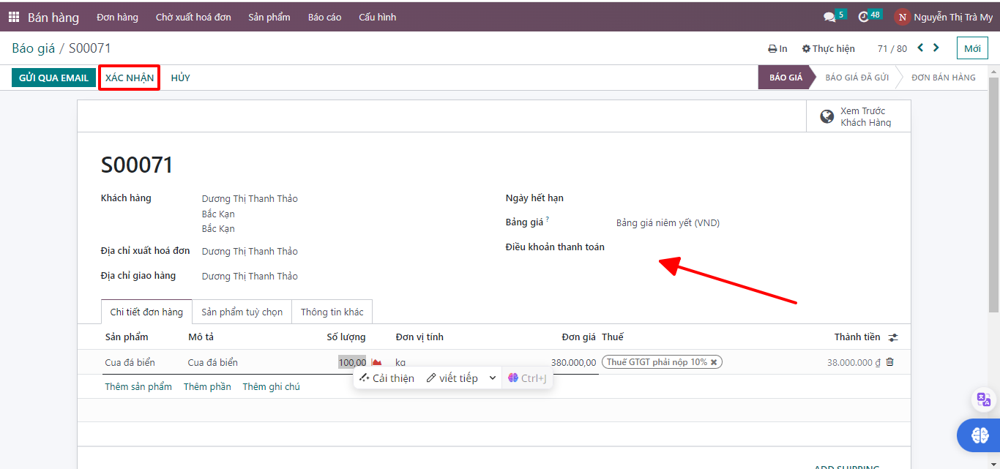 Bán hàng Đơn hàng Chờ xuất hoá đơn Sản phẩm Báo cáo Cấu hình 5 48 N Nguyễn Thị Trà My
Báo giá / S00071 In Thực hiện 71 / 80 Mới
GỬI QUA EMAIL XÁC NHẬN HỦY BÁO GIÁ BÁO GIÁ ĐÃ GỬI ĐƠN BÁN HÀNG
Xem Trước
Khách Hàng
S00071
Khách hàng Dương Thị Thanh Thảo Ngày hết hạn
Bắc Kạn
Bảng giá ? Bảng giá niêm yết (VND)
Bắc Kạn
Địa chỉ xuất hoá đơn Dương Thị Thanh Thảo Điều khoản thanh toán
Địa chỉ giao hàng Dương Thị Thanh Thảo
Chi tiết đơn hàng Sản phẩm tuỳ chọn Thông tin khác
Sản phẩm Mô tả Số lượng Đơn vị tính Đơn giá Thuế Thành tiền
Cua đá biển Cua đá biển 100,00 kg 380.000,00 Thuế GTGT phải nộp 10% 38.000.000 ₫
Cải thiện viết tiếp Ctrl+J
Thêm sản phẩm Thêm phần Thêm ghi chú
ADD SHIPPING